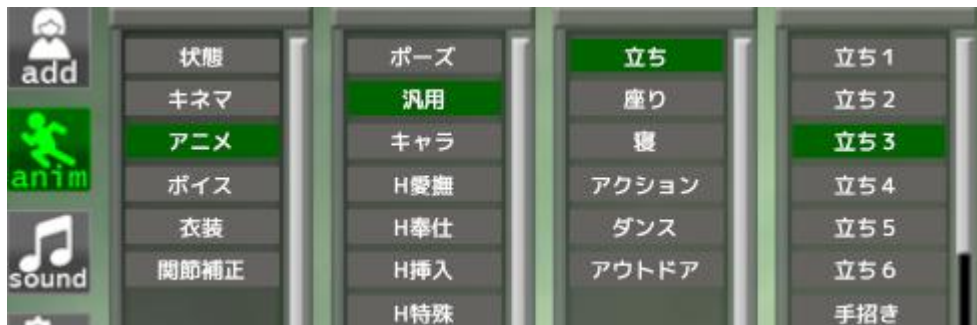 add
anim
sound
状態
キネマ
アニメ
ボイス
衣装
関節補正
ポーズ
汎用
キャラ
H愛撫
H奉仕
H挿入
H特殊
立ち
座り
寝
アクション
ダンス
アウトドア
立ち1
立ち2
立ち3
立ち4
立ち5
立ち6
手招き